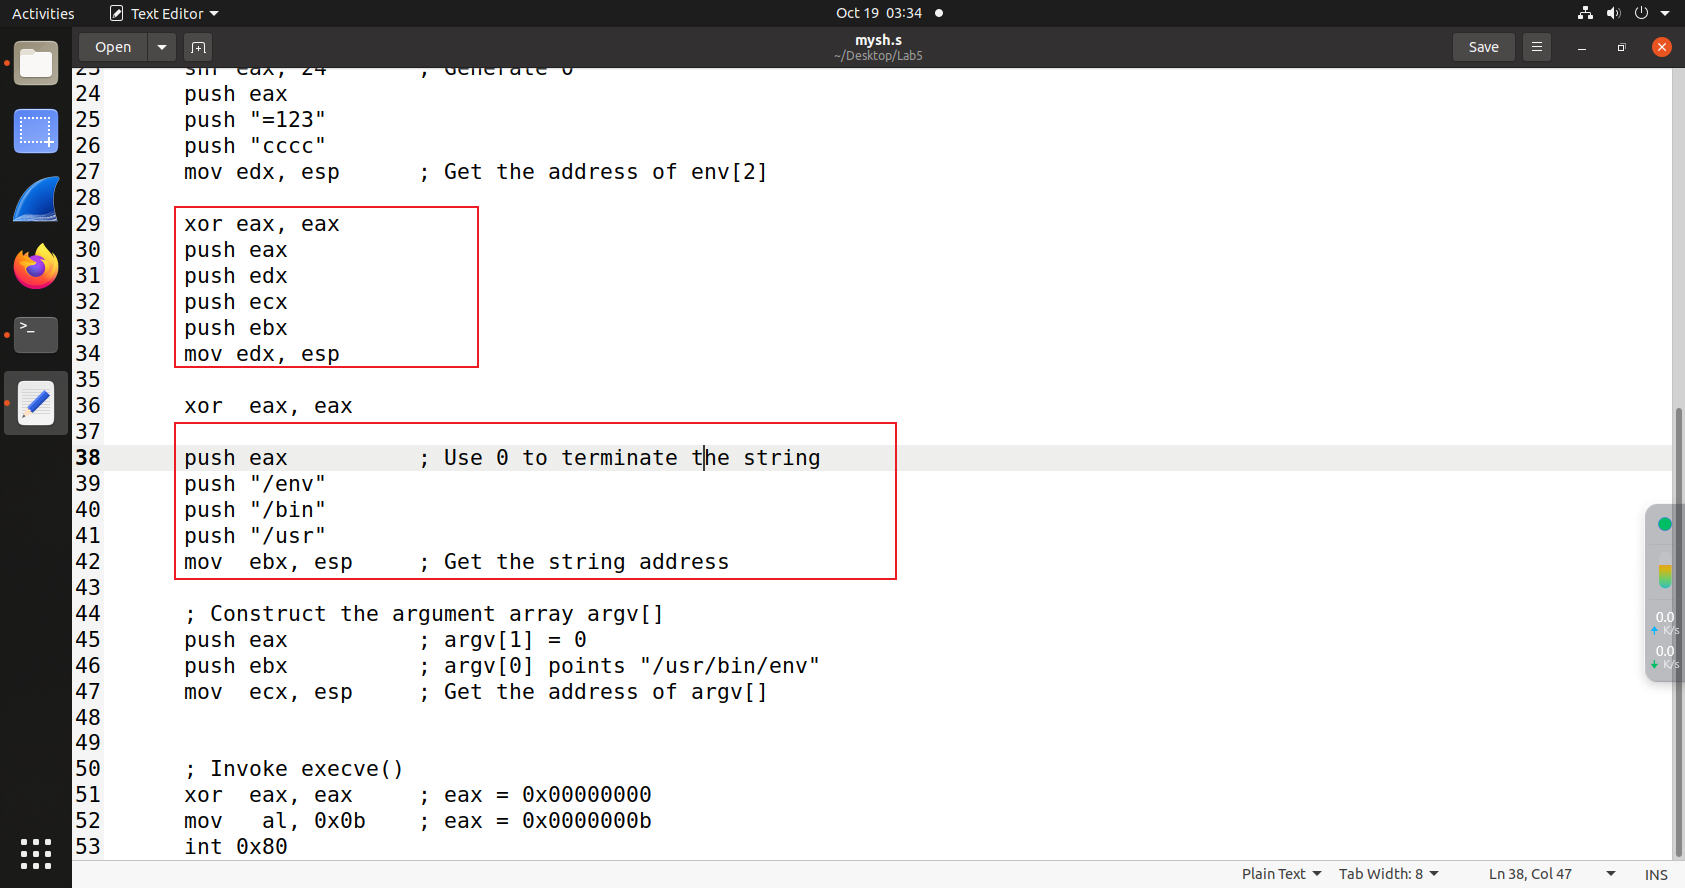 Activities
Text Editor
Oct 19 03:34
Open
mysh.s
~/Desktop/Lab5
Save
23 shr eax, 24 ; Generate 0
24 push eax
25 push "=123"
26 push "cccc"
27 mov edx, esp ; Get the address of env[2]
28
29 xor eax, eax
30 push eax
31 push edx
32 push ecx
33 push ebx
34 mov edx, esp
35
36 xor eax, eax
37
38 push eax ; Use 0 to terminate the string
39 push "/env"
40 push "/bin"
41 push "/usr"
42 mov ebx, esp ; Get the string address
43
44 ; Construct the argument array argv[]
45 push eax ; argv[1] = 0
46 push ebx ; argv[0] points "/usr/bin/env"
47 mov ecx, esp ; Get the address of argv[]
48
49
50 ; Invoke execve()
51 xor eax, eax ; eax = 0x00000000
52 mov al, 0x0b ; eax = 0x0000000b
53 int 0x80
0.0
K/s
0.0
K/s
Plain Text
Tab Width: 8
Ln 38, Col 47
INS